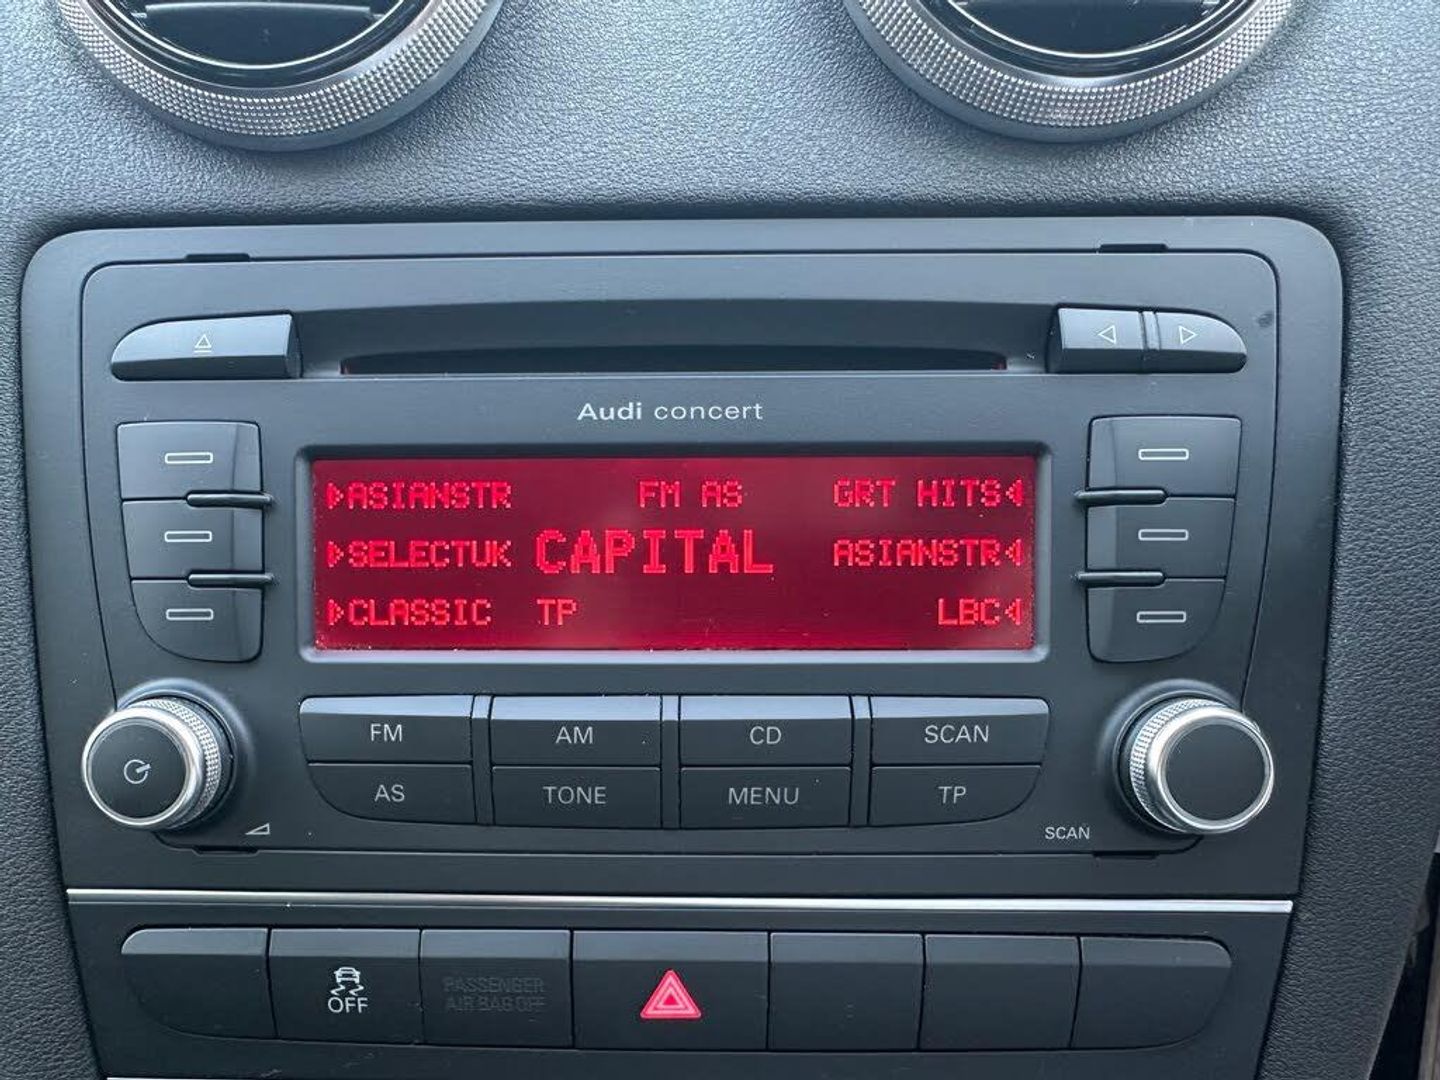 Audi concert
ASIANSTR FM AS GRT HITS
SELECTUK CAPITAL ASIANSTR
CLASSIC TP LBC
FM AM CD SCAN
AS TONE MENU TP
SCAN
OFF
PASSENGER
AIR BAG OFF